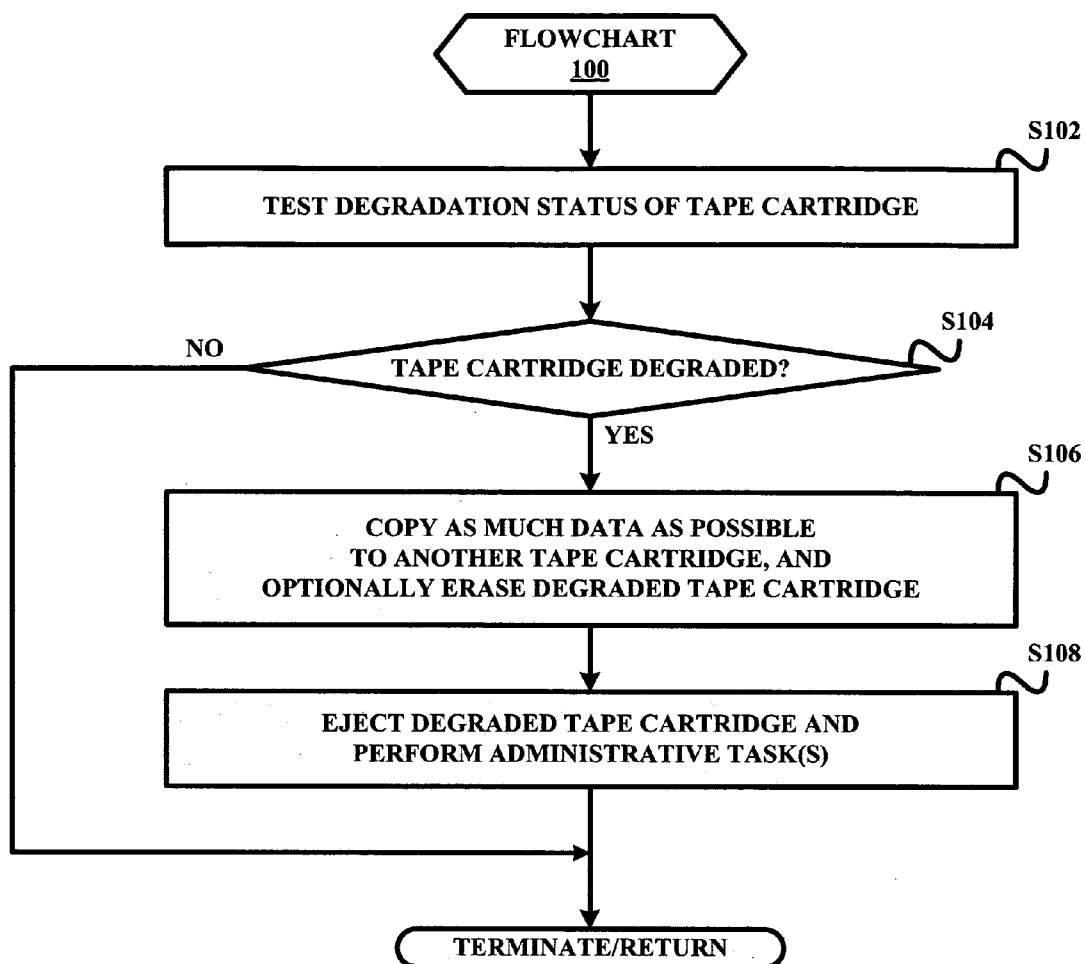 FLOWCHART
100
S102
TEST DEGRADATION STATUS OF TAPE CARTRIDGE
S104
NO
TAPE CARTRIDGE DEGRADED?
YES
S106
COPY AS MUCH DATA AS POSSIBLE
TO ANOTHER TAPE CARTRIDGE, AND
OPTIONALLY ERASE DEGRADED TAPE CARTRIDGE
S108
EJECT DEGRADED TAPE CARTRIDGE AND
PERFORM ADMINISTRATIVE TASK(S)
TERMINATE/RETURN